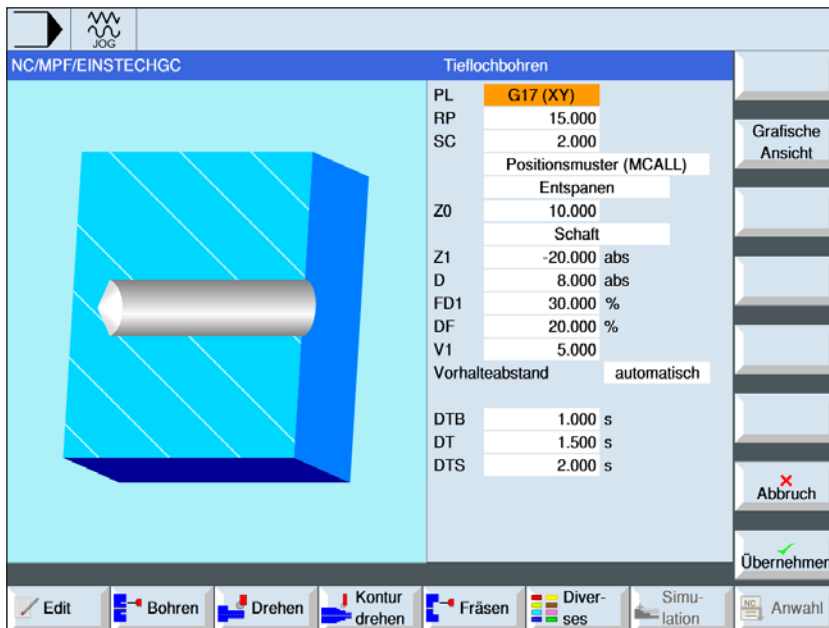 JOG
NC/MPF/EINSTECHGC
Tieflochbohren
PL G17 (XY)
RP 15.000
SC 2.000
Positionsmuster (MCALL)
Entspanen
Z0 10.000
Schaft
Z1 -20.000 abs
D 8.000 abs
FD1 30.000 %
DF 20.000 %
V1 5.000
Vorhalteabstand automatisch
DTB 1.000 s
DT 1.500 s
DTS 2.000 s
Grafische
Ansicht
Abbruch
Übernehmen
Edit
Bohren
Drehen
Kontur
drehen
Fräsen
Diver-
ses
Simu-
lation
NC
Anwahl